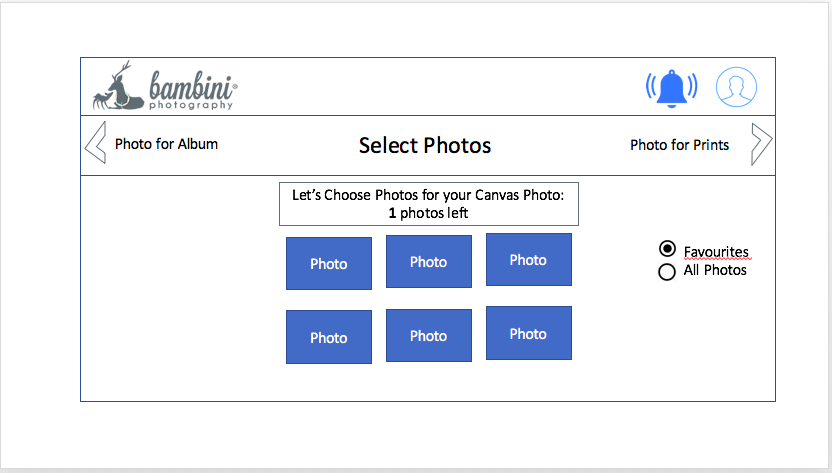 bambini®
photography
Photo for Album
Select Photos
Photo for Prints
Let's Choose Photos for your Canvas Photo:
1 photos left
Photo
Photo
Photo
Favourites
All Photos
Photo
Photo
Photo